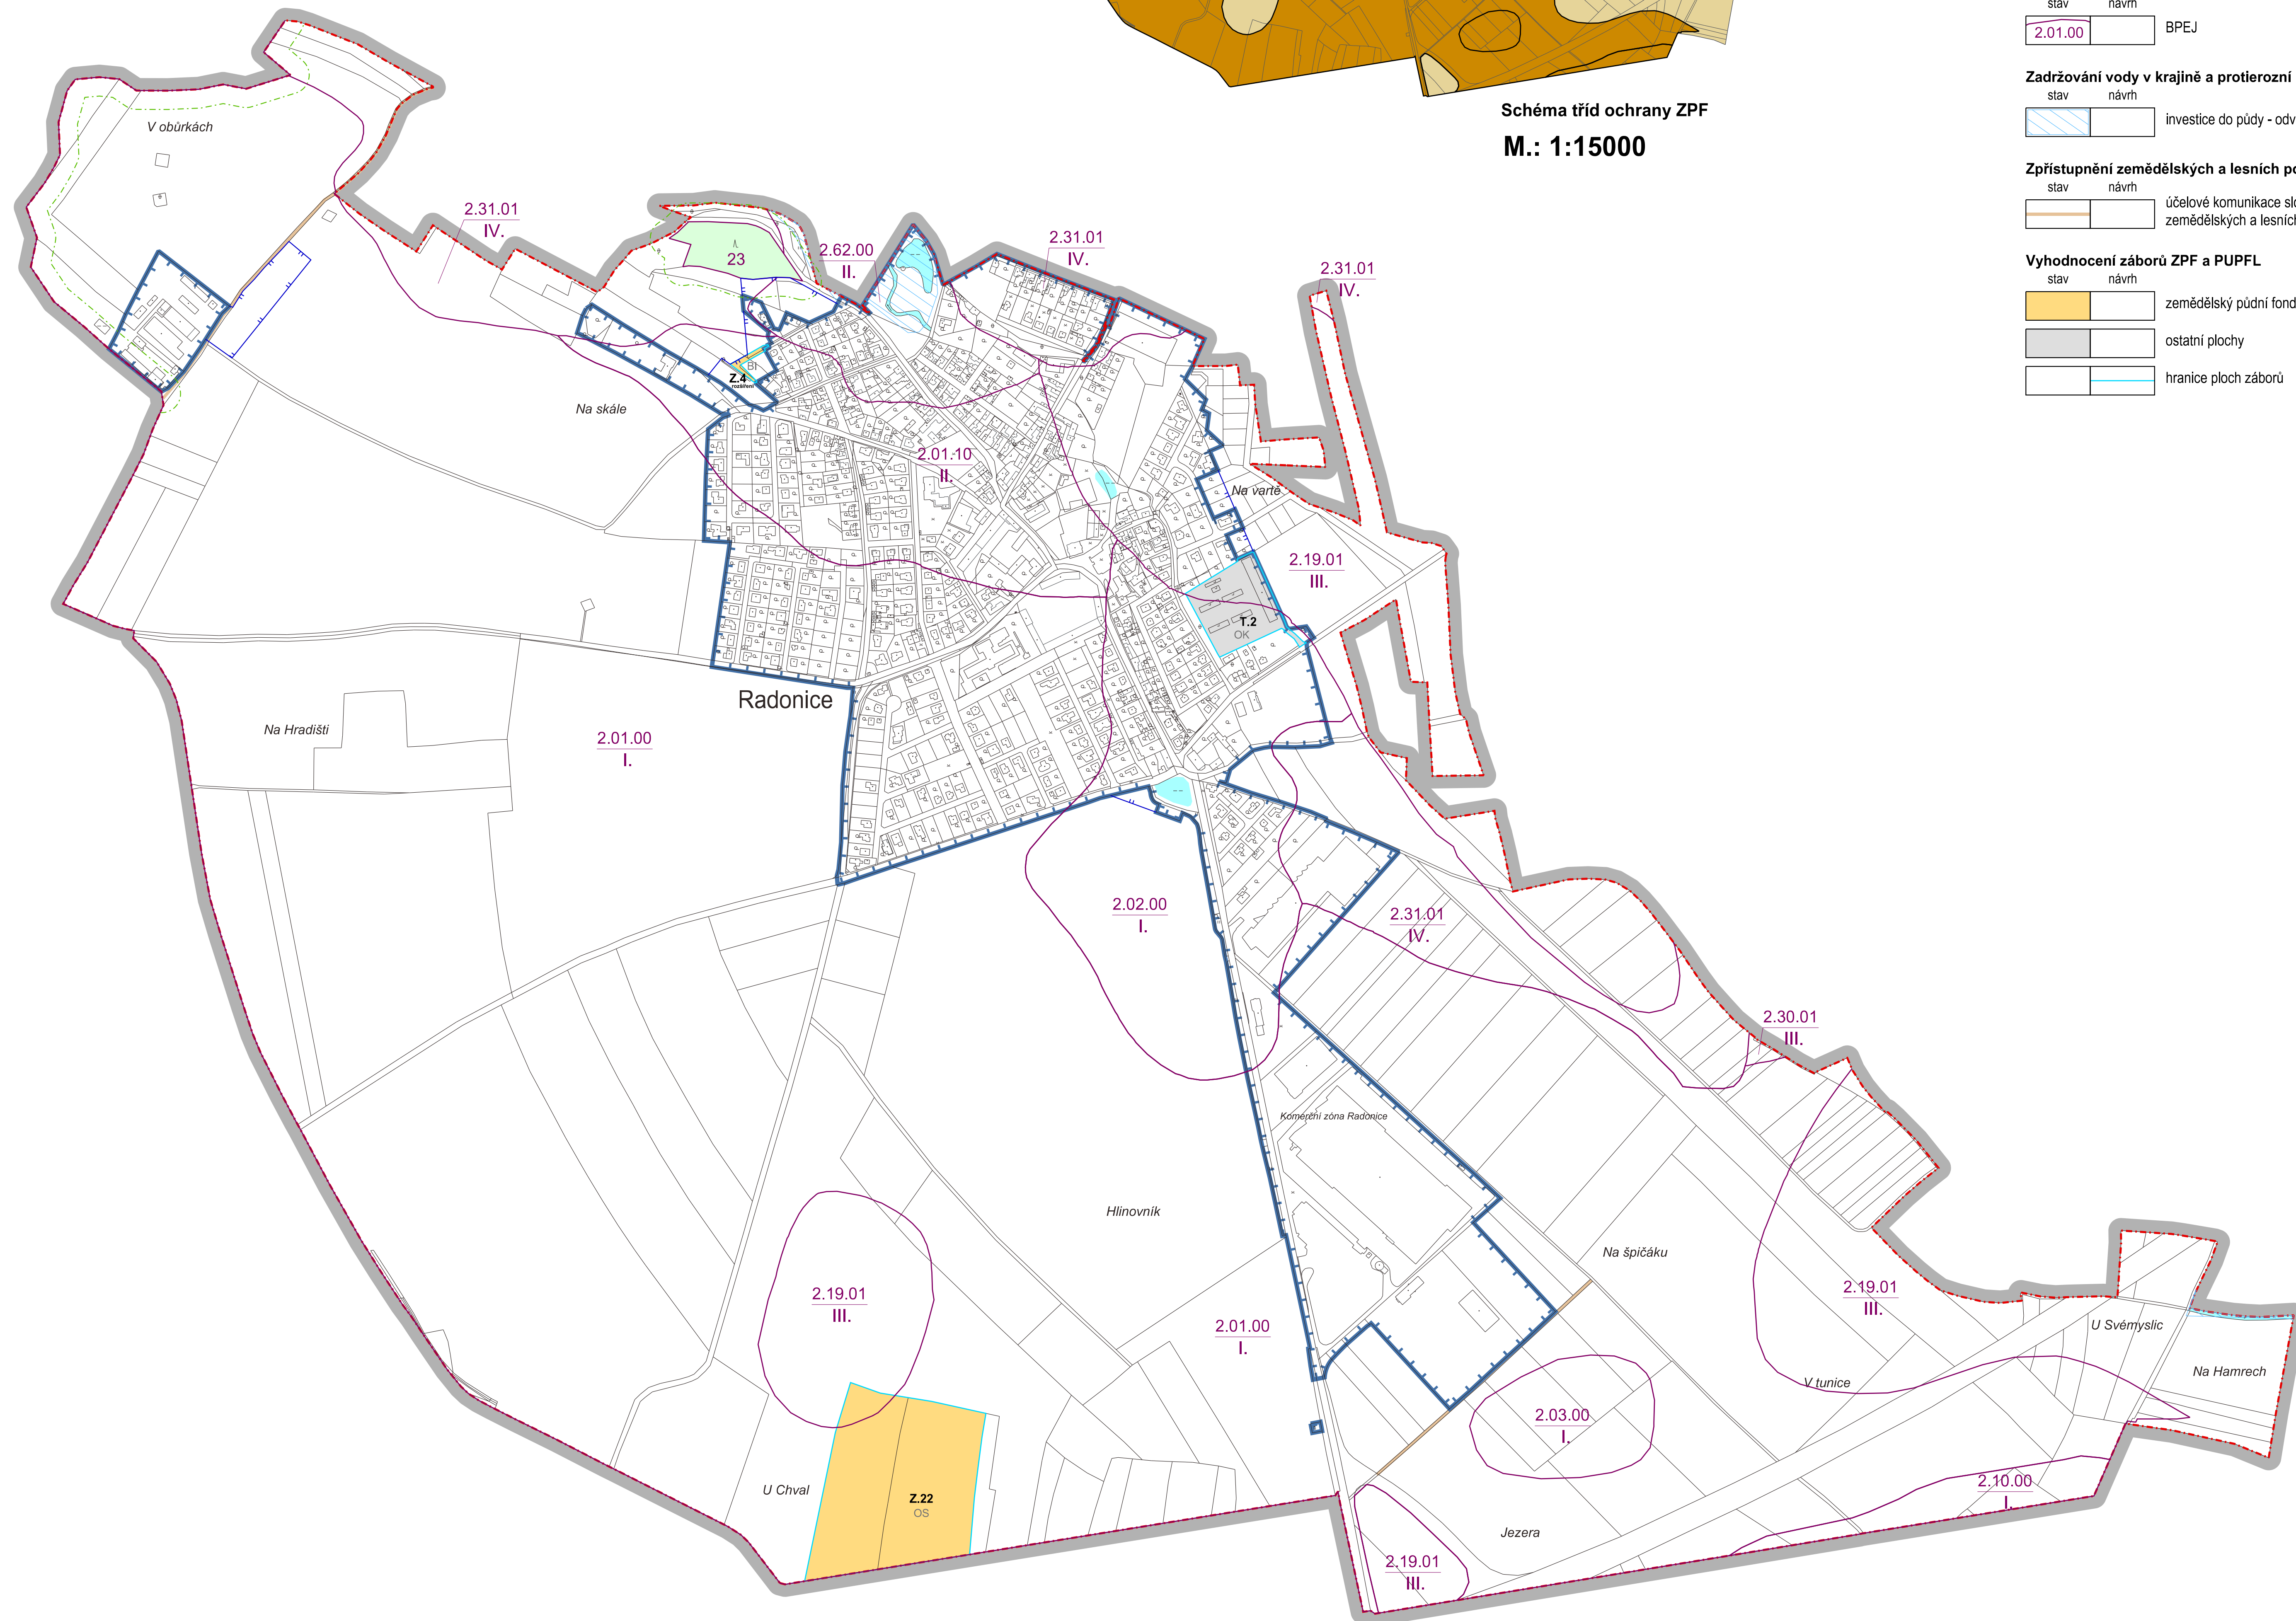 stav návrh
2.01.00 BPEJ
Zadržování vody v krajině a protierozní
stav návrh
investice do půdy - odv
Zpřístupnění zemědělských a lesních po
stav návrh
účelové komunikace slo
zemědělských a lesních
Vyhodnocení záborů ZPF a PUPFL
stav návrh
zemědělský půdní fond
ostatní plochy
hranice ploch záborů
Schéma tříd ochrany ZPF
M.: 1:15000
V obůrkách
2.31.01
IV.
23
2.62.00
II.
2.31.01
IV.
2.31.01
IV.
BI
Z.4
rozšíření
Na skále
2.01.10
II.
Na vartě
2.19.01
III.
T.2
OK
Radonice
Na Hradišti
2.01.00
I.
2.02.00
I.
2.31.01
IV.
2.30.01
III.
Komerční zóna Radonice
Hlinovník
Na špičáku
2.19.01
III.
2.01.00
I.
2.19.01
III.
U Svémyslic
Na Hamrech
V tunice
2.03.00
I.
U Chval
Z.22
OS
2.10.00
I.
Jezera
2.19.01
III.